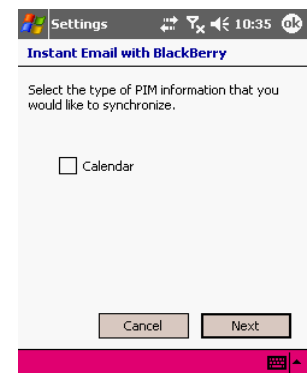 Settings 10:35 ok
Instant Email with BlackBerry
Select the type of PIM information that you
would like to synchronize.
Calendar
Cancel Next